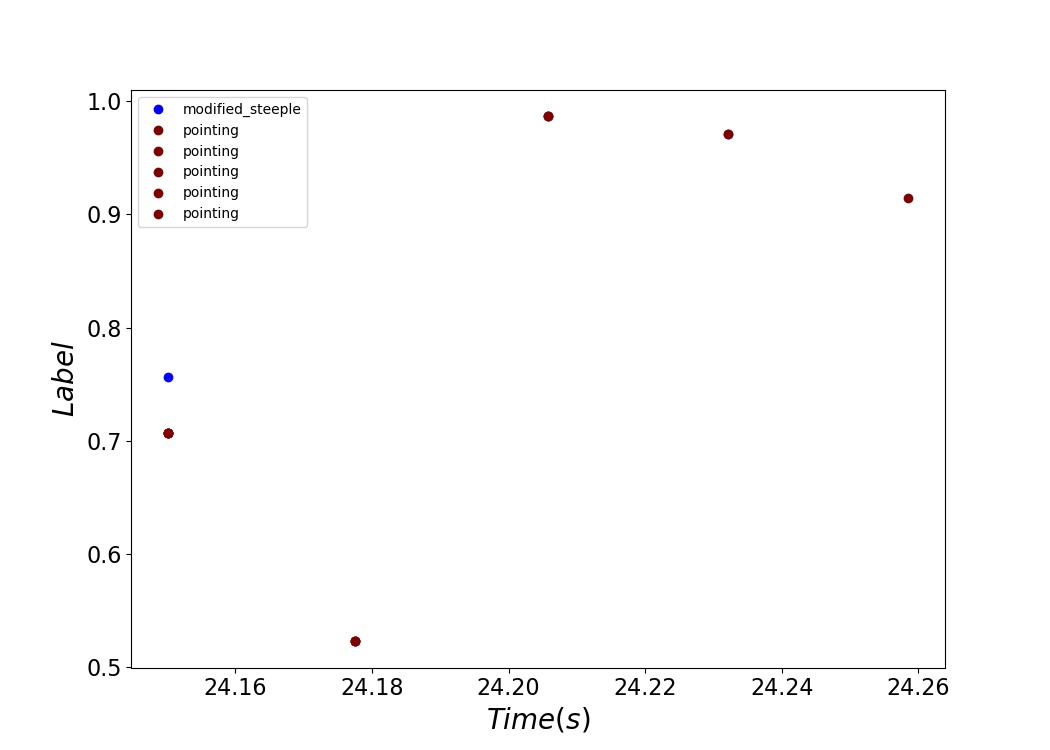 modified_steeple
pointing
pointing
pointing
pointing
pointing
1.0
0.9
0.8
0.7
0.6
0.5
Label
24.16 24.18 24.20 24.22 24.24 24.26
Time(s)